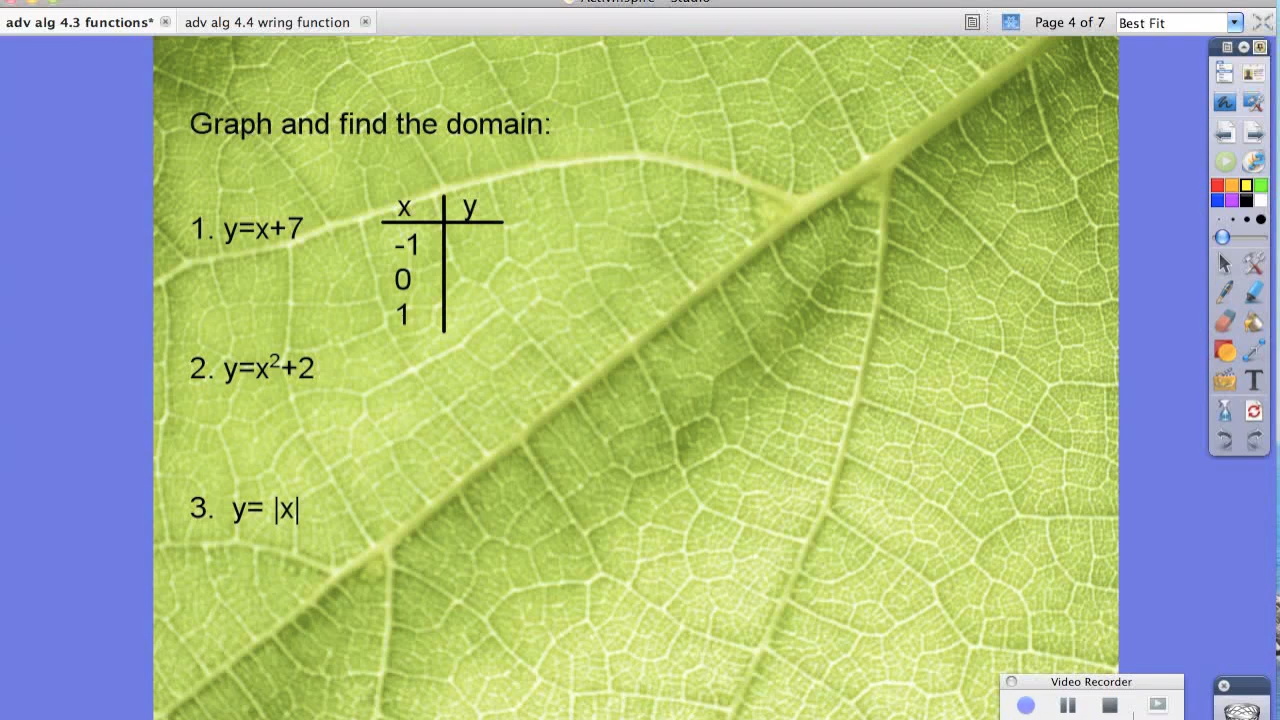 adv alg 4.3 functions* adv alg 4.4 wring function Page 4 of 7 Best Fit
Graph and find the domain:
x y
1. y=x+7
-1
0
1
2. y=x²+2
3. y= |x|
T
Video Recorder